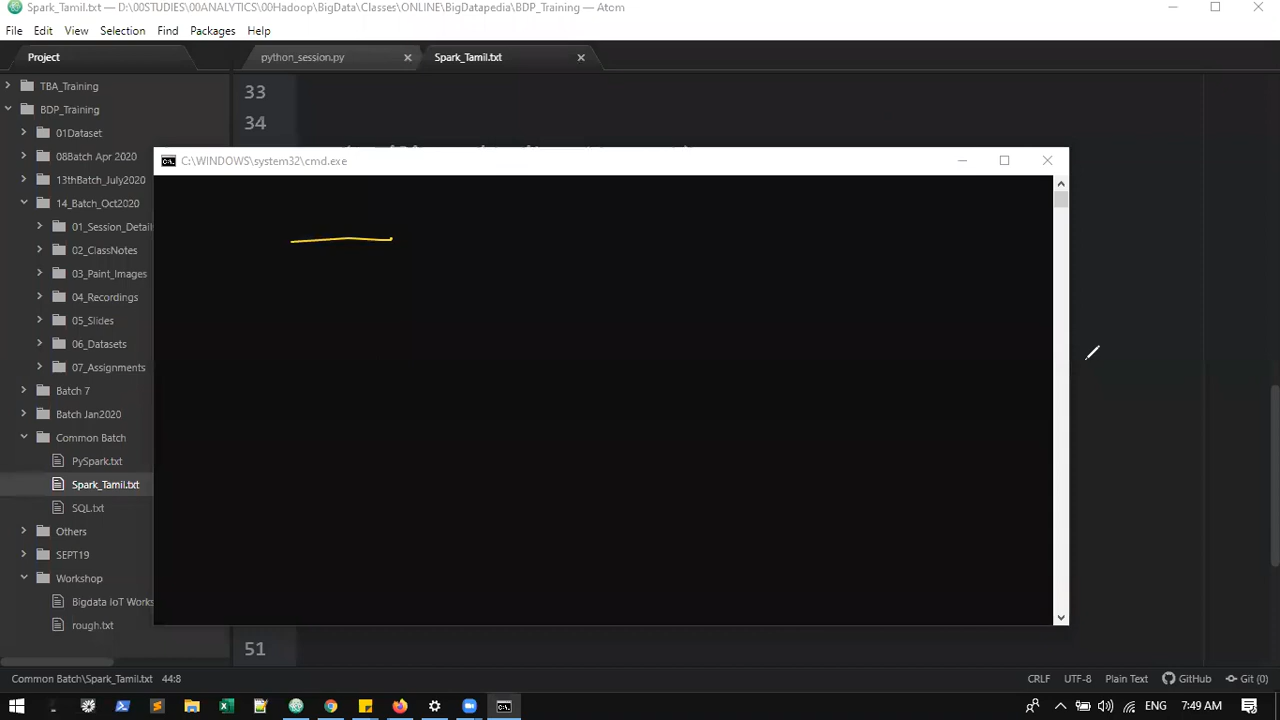 Spark_Tamil.txt — D:\00STUDIES\00ANALYTICS\00Hadoop\BigData\Classes\ONLINE\BigDatapedia\BDP_Training — Atom
File Edit View Selection Find Packages Help
Project
python_session.py
Spark_Tamil.txt
TBA_Training
BDP_Training
01Dataset
08Batch Apr 2020
13thBatch_July2020
14_Batch_Oct2020
01_Session_Detail
02_ClassNotes
03_Paint_Images
04_Recordings
05_Slides
06_Datasets
07_Assignments
Batch 7
Batch Jan2020
Common Batch
PySpark.txt
Spark_Tamil.txt
SQL.txt
Others
SEPT19
Workshop
Bigdata IoT Works
rough.txt
33
34
C:\WINDOWS\system32\cmd.exe
51
Common Batch\Spark_Tamil.txt 44:8
CRLF UTF-8 Plain Text GitHub Git (0)
ENG 7:49 AM